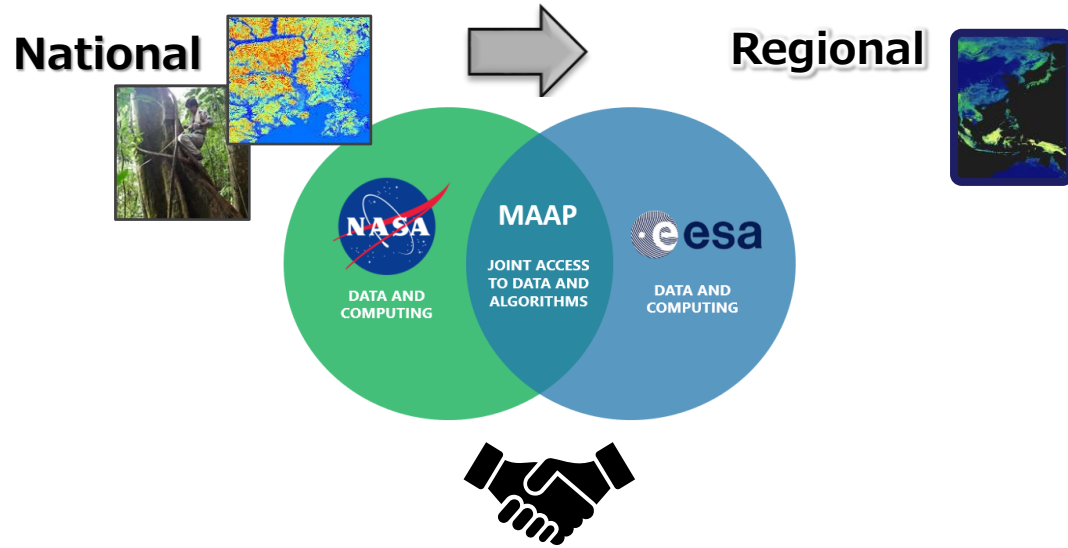 National
Regional
NASA
DATA AND
COMPUTING
MAAP
JOINT ACCESS
TO DATA AND
ALGORITHMS
esa
DATA AND
COMPUTING